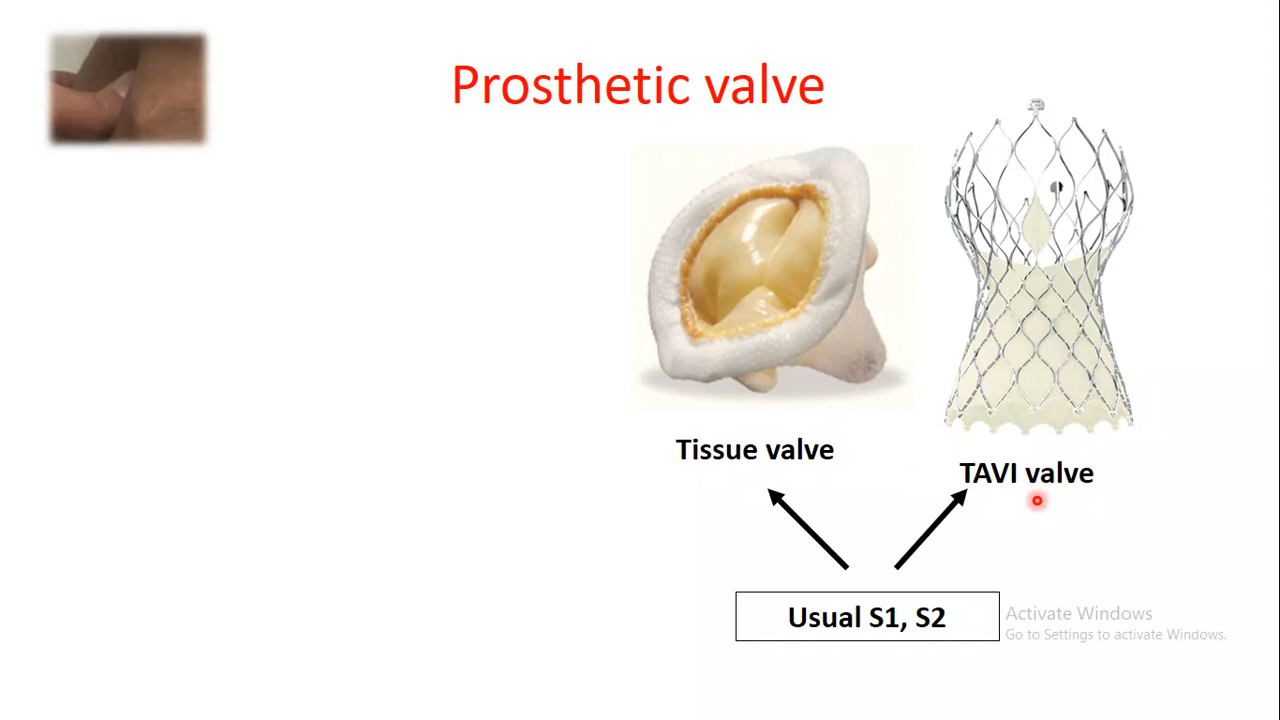 Prosthetic valve
Tissue valve
TAVI valve
Usual S1, S2
Activate Windows
Go to Settings to activate Windows.